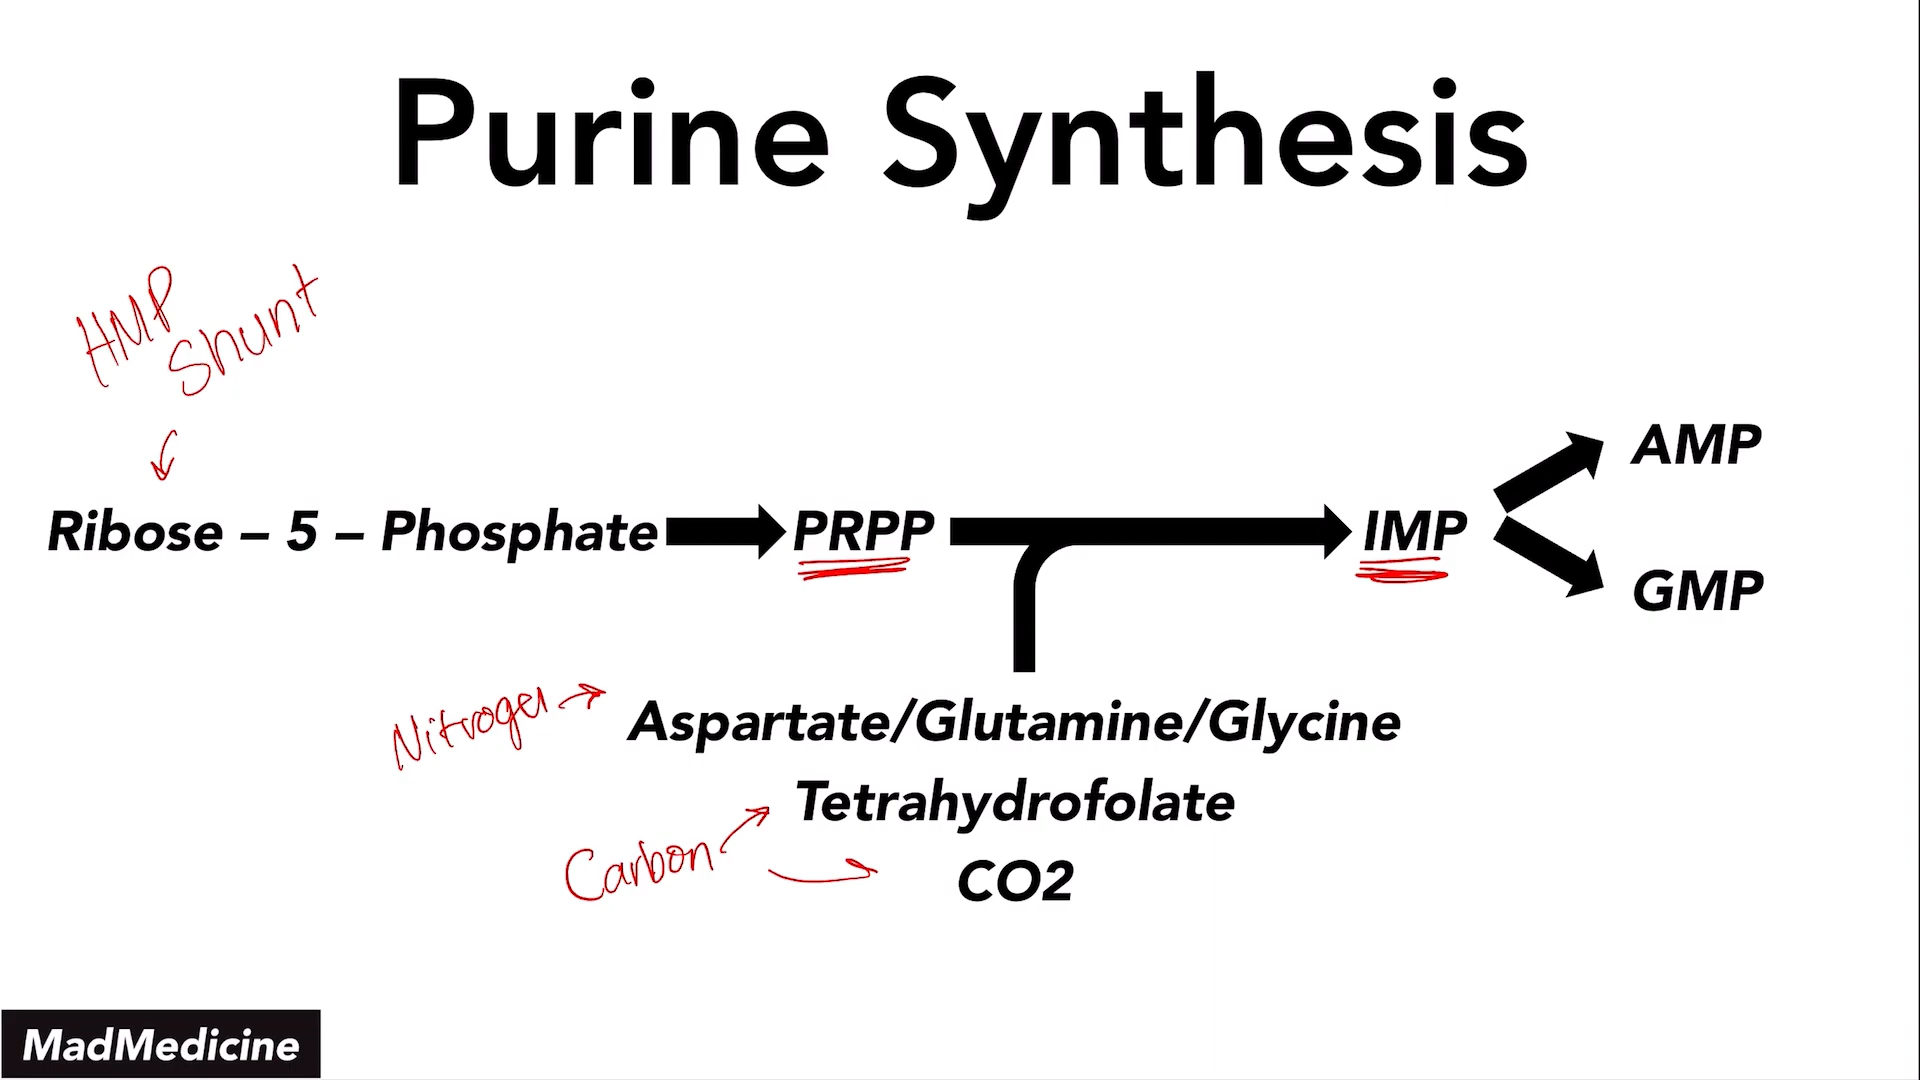 Purine Synthesis
HMP
Shunt
AMP
Ribose – 5 – Phosphate PRPP IMP
GMP
Nitrogen Aspartate/Glutamine/Glycine
Tetrahydrofolate
Carbon
CO2
MadMedicine